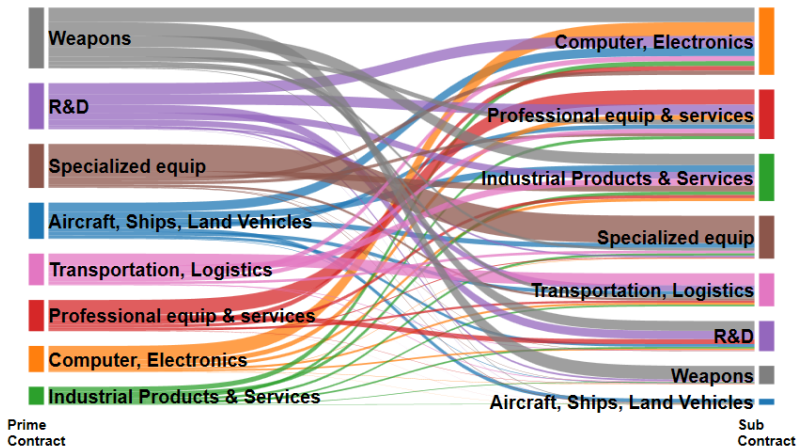 Weapons
R&D
Specialized equip
Aircraft, Ships, Land Vehicles
Transportation, Logistics
Professional equip & services
Computer, Electronics
Industrial Products & Services
Prime
Contract
Computer, Electronics
Professional equip & services
Industrial Products & Services
Specialized equip
Transportation, Logistics
R&D
Weapons
Aircraft, Ships, Land Vehicles
Sub
Contract